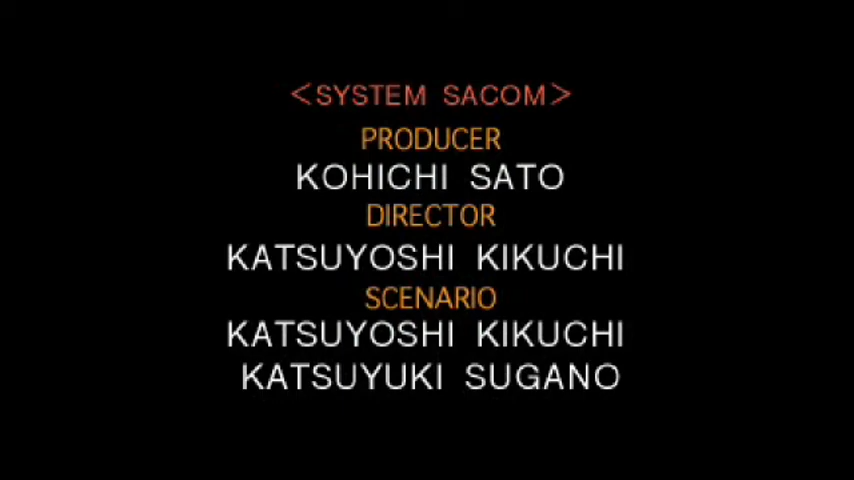 <SYSTEM SACOM>
PRODUCER
KOHICHI SATO
DIRECTOR
KATSUYOSHI KIKUCHI
SCENARIO
KATSUYOSHI KIKUCHI
KATSUYUKI SUGANO